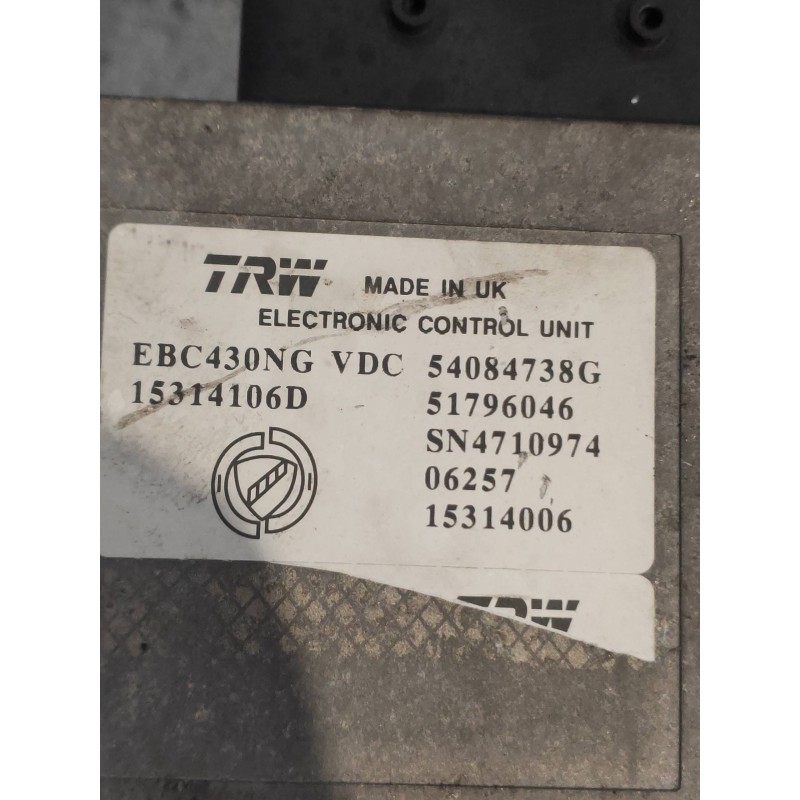 TRW MADE IN UK
ELECTRONIC CONTROL UNIT
EBC430NG VDC 54084738G
15314106D 51796046
SN4710974
06257
15314006
TRW